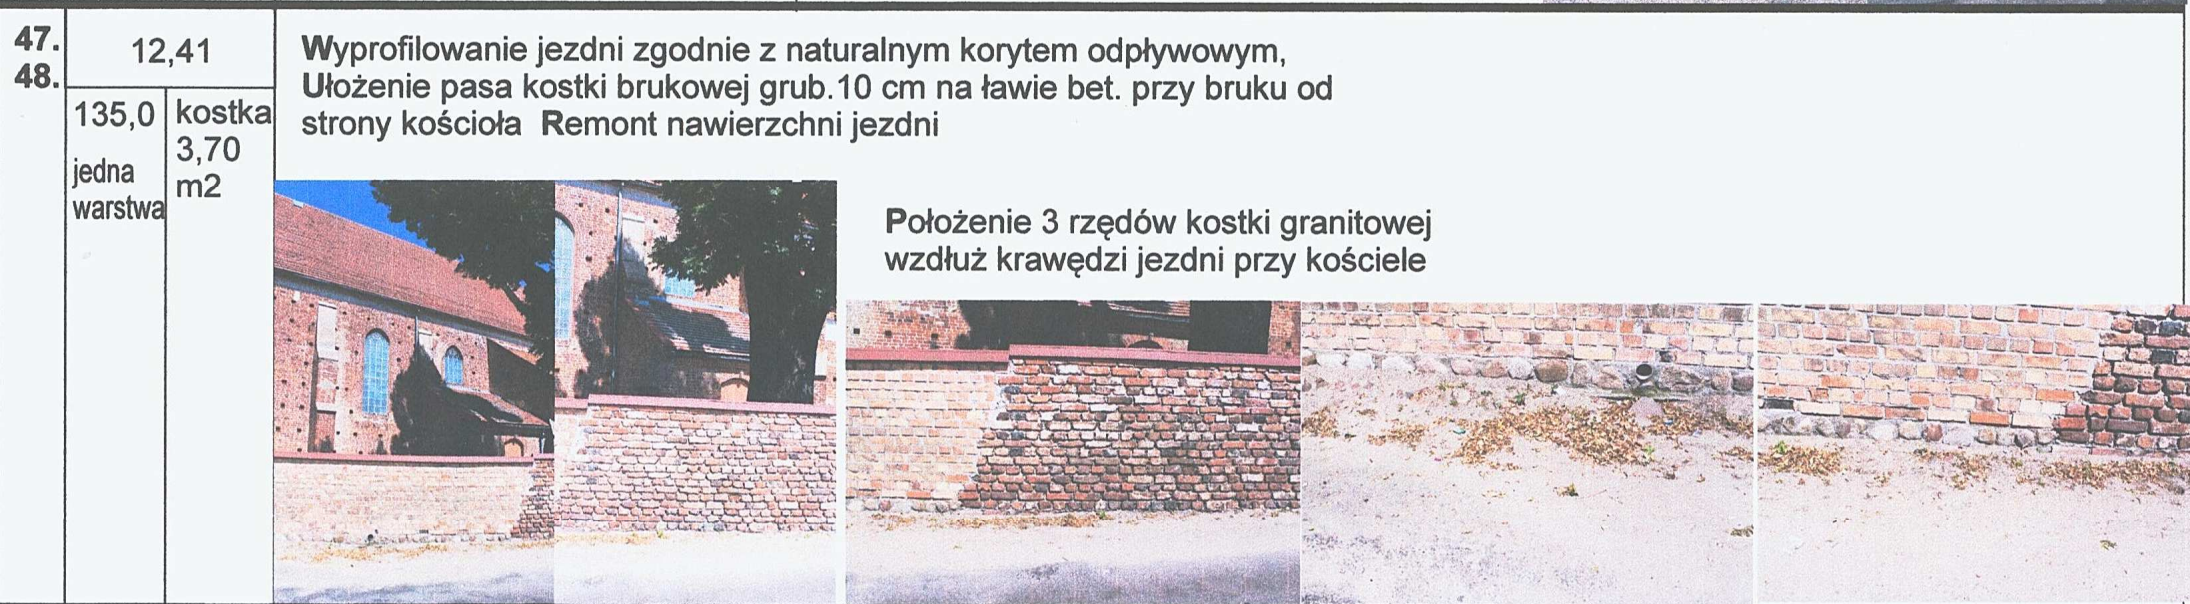 47.
48.
12,41
135,0
jedna
warstwa
kostka
3,70
m2
Wyprofilowanie jezdni zgodnie z naturalnym korytem odpływowym,
Ułożenie pasa kostki brukowej grub.10 cm na ławie bet. przy bruku od
strony kościoła Remont nawierzchni jezdni
Położenie 3 rzędów kostki granitowej
wzdłuż krawędzi jezdni przy kościele